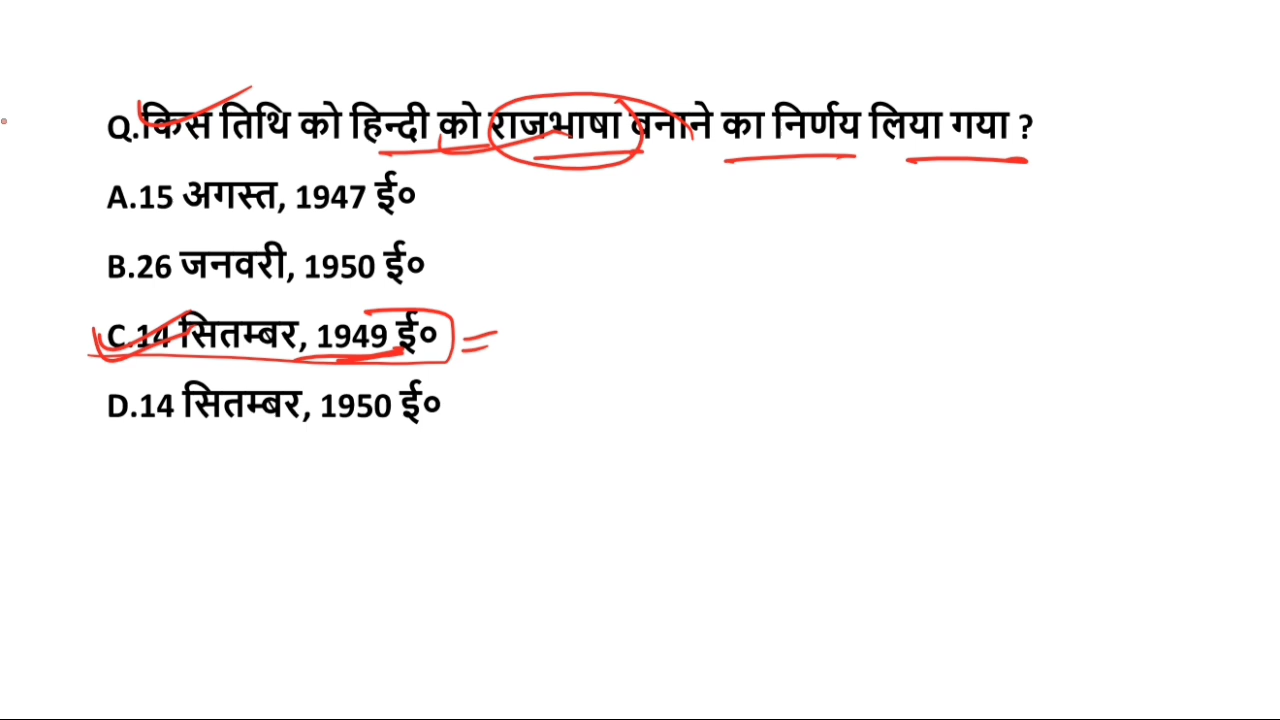 Q.किस तिथि को हिन्दी को राजभाषा बनाने का निर्णय लिया गया ?
A.15 अगस्त, 1947 ई०
B.26 जनवरी, 1950 ई०
C.14 सितम्बर, 1949 ई०
D.14 सितम्बर, 1950 ई०